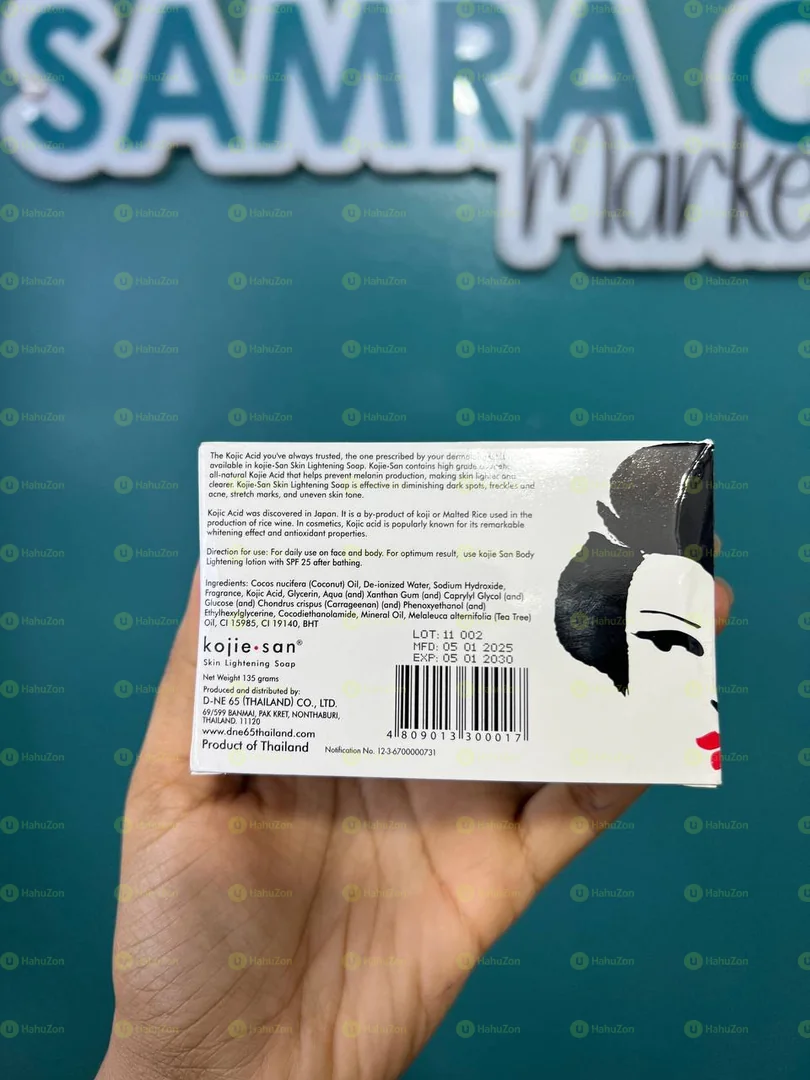 SAMRA
Marke
The Kojic Acid you've always trusted, the one prescribed by your
available in kojie-San Skin Lightening Soap. Kojie-San contains high grade
all-natural Kojic Acid that helps prevent melanin production, making skin lighter and
clearer. Kojie-San Skin Lightening Soap is effective in diminishing dark spots, freckles and
acne, stretch marks, and uneven skin tone.
Kojic Acid was discovered in Japan. It is a by-product of koji or Malted Rice used in the
production of rice wine. In cosmetics, Kojic acid is popularly known for its remarkable
whitening effect and antioxidant properties.
Direction for use: For daily use on face and body. For optimum result, use kojie San Body
Lightening lotion with SPF 25 after bathing.
Ingredients: Cocos nucifera (Coconut) Oil, De-ionized Water, Sodium Hydroxide,
Fragrance, Kojic Acid, Glycerin, Aqua (and) Xanthan Gum (and) Caprylyl Glycol (and)
Glucose (and) Chondrus crispus (Carrageenan) (and) Phenoxyethanol (and)
Ethylhexylglycerine, Cocodiethanolamide, Mineral Oil, Melaleuca alternifolia (Tea Tree)
Oil, CI 15985, CI 19140, BHT
kojie•san®
Skin Lightening Soap
Net Weight 135 grams
Produced and distributed by:
D-NE 65 (THAILAND) CO., LTD.
69/599 BANMAI, PAK KRET, NONTHABURI,
THAILAND. 11120
www.dne65thailand.com
Product of Thailand
LOT: 11 002
MFD: 05 01 2025
EXP: 05 01 2030
4 809013 300017
Notification No. 12-3-6700000731
HahuZon